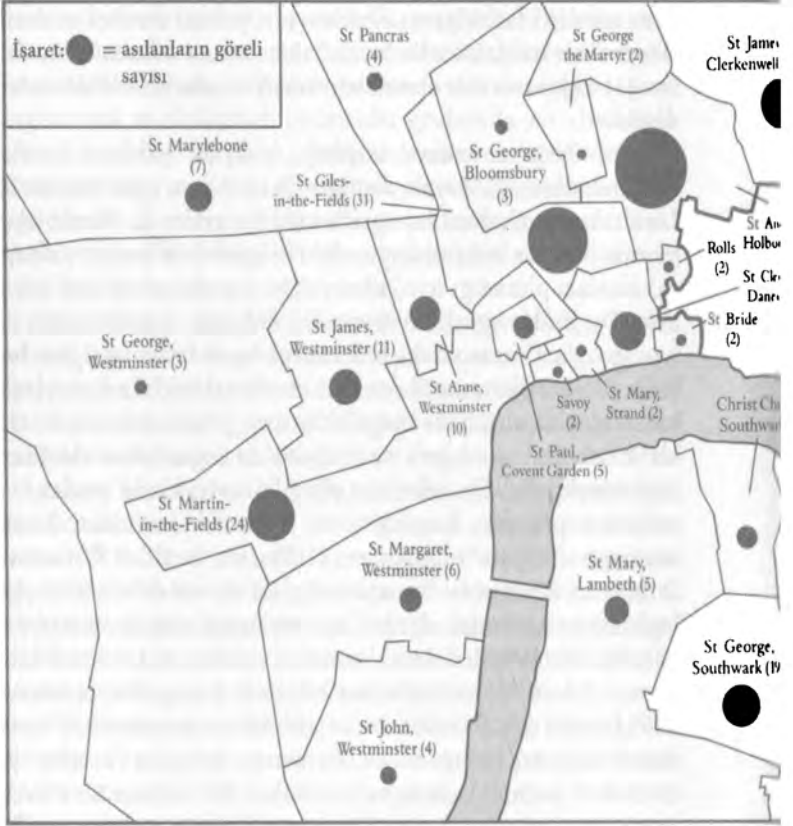 İşaret: = asılanların göreli
sayısı
St Pancras
(4)
St George
the Martyr (2)
Clerkenwell
St Marylebone
(7)
St Giles-
in-the-Fields (31)
St George,
Bloomsbury
(3)
St
Rolls
(2)
St
St Bride
(2)
St George,
Westminster (3)
St James,
Westminster (11)
St Anne,
Westminster
(10)
Savoy
(2)
St Mary,
Strand (2)
St Paul,
Covent Garden (5)
Christ
St Martin-
in-the-Fields (24)
St Margaret,
Westminster (6)
St Mary,
Lambeth (5)
St George,
Southwark (19
St John,
Westminster (4)